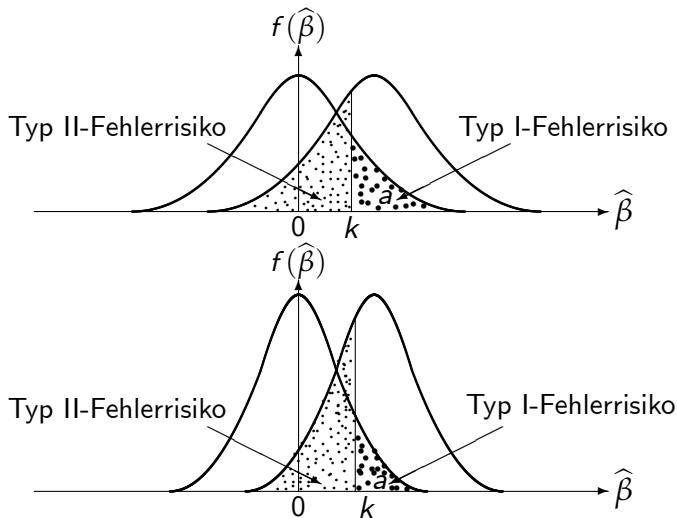 f(β̂)
Typ II-Fehlerrisiko Typ I-Fehlerrisiko
a
0 k β̂
f(β̂)
Typ II-Fehlerrisiko Typ I-Fehlerrisiko
a
0 k β̂